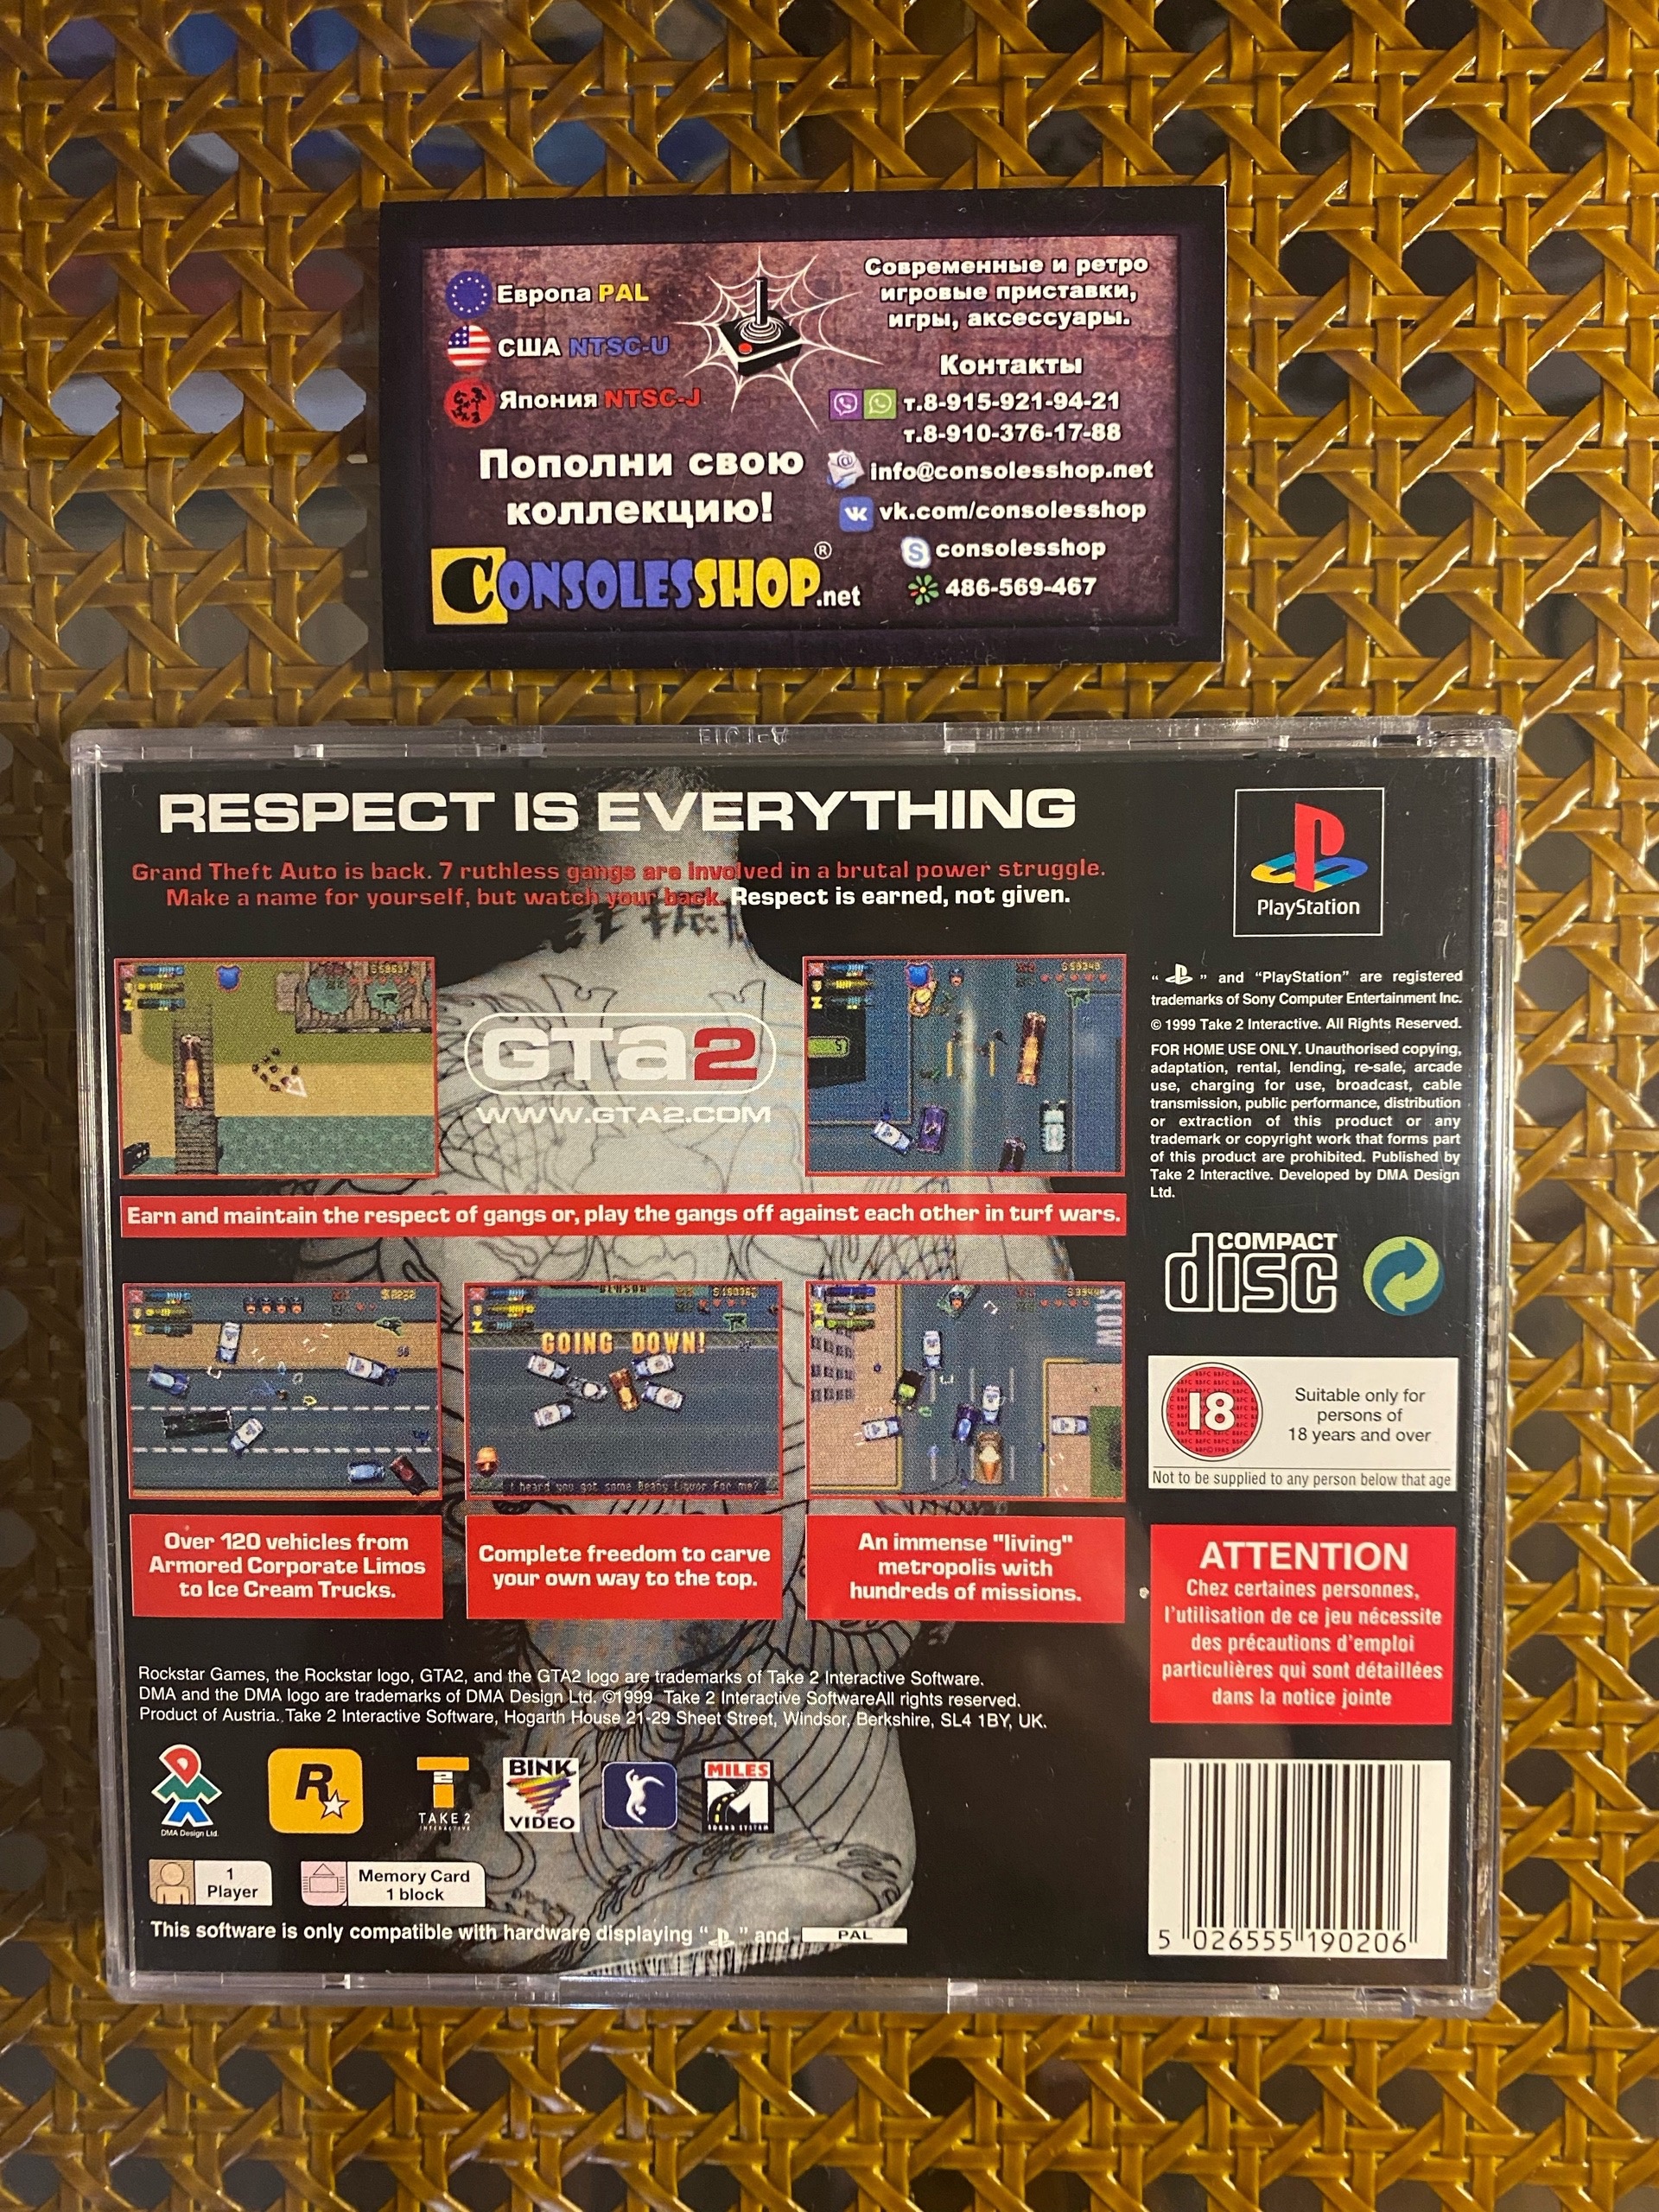 Европа PAL
США NTSC-U
Япония NTSC-J
Пополни свою
коллекцию!
CONSOLESSHOP.net
®
Современные и ретро
игровые приставки,
игры, аксессуары.
Контакты
т.8-915-921-94-21
т.8-910-376-17-88
info@consolesshop.net
vk.com/consolesshop
consolesshop
486-569-467
RESPECT IS EVERYTHING
Grand Theft Auto is back. 7 ruthless gangs are involved in a brutal power struggle.
Make a name for yourself, but watch your back. Respect is earned, not given.
GTa2
WWW.GTA2.COM
Earn and maintain the respect of gangs or, play the gangs off against each other in turf wars.
GOING DOWN!
I heard you got some Beany Liquor for me?
SLOW
Over 120 vehicles from
Armored Corporate Limos
to Ice Cream Trucks.
Complete freedom to carve
your own way to the top.
An immense "living"
metropolis with
hundreds of missions.
Rockstar Games, the Rockstar logo, GTA2, and the GTA2 logo are trademarks of Take 2 Interactive Software.
DMA and the DMA logo are trademarks of DMA Design Ltd. ©1999 Take 2 Interactive SoftwareAll rights reserved.
Product of Austria. Take 2 Interactive Software, Hogarth House 21-29 Sheet Street, Windsor, Berkshire, SL4 1BY, UK.
DMA Design Ltd.
R
T2
TAKE 2
INTERACTIVE
BINK
VIDEO
MILES
SOUND SYSTEM
1
Player
Memory Card
1 block
This software is only compatible with hardware displaying " " and PAL
PlayStation
" " and "PlayStation" are registered
trademarks of Sony Computer Entertainment Inc.
© 1999 Take 2 Interactive. All Rights Reserved.
FOR HOME USE ONLY. Unauthorised copying,
adaptation, rental, lending, re-sale, arcade
use, charging for use, broadcast, cable
transmission, public performance, distribution
or extraction of this product or any
trademark or copyright work that forms part
of this product are prohibited. Published by
Take 2 Interactive. Developed by DMA Design
Ltd.
COMPACT
disc
18
Suitable only for
persons of
18 years and over
Not to be supplied to any person below that age
ATTENTION
Chez certaines personnes,
l'utilisation de ce jeu nécessite
des précautions d'emploi
particulières qui sont détaillées
dans la notice jointe
5 026555 190206